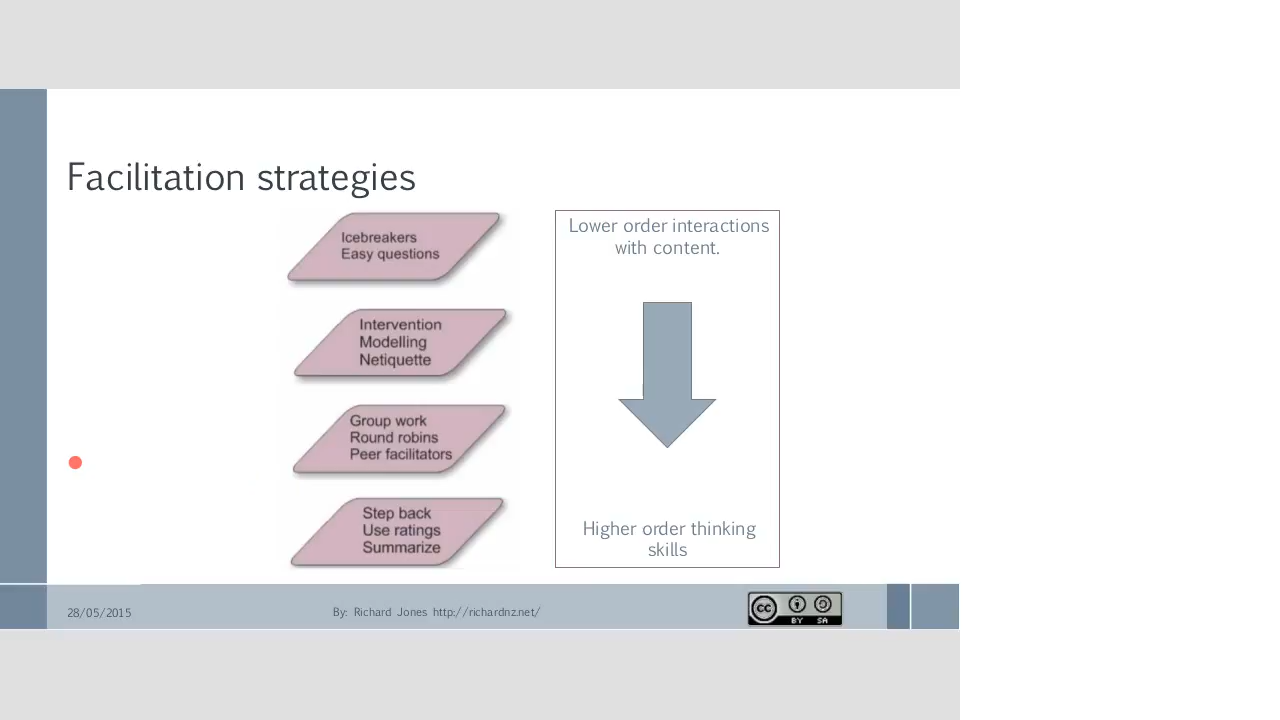 Facilitation strategies
Icebreakers
Easy questions
Intervention
Modelling
Netiquette
Group work
Round robins
Peer facilitators
Step back
Use ratings
Summarize
Lower order interactions
with content.
Higher order thinking
skills
28/05/2015
By: Richard Jones http://richardnz.net/
cc
BY SA